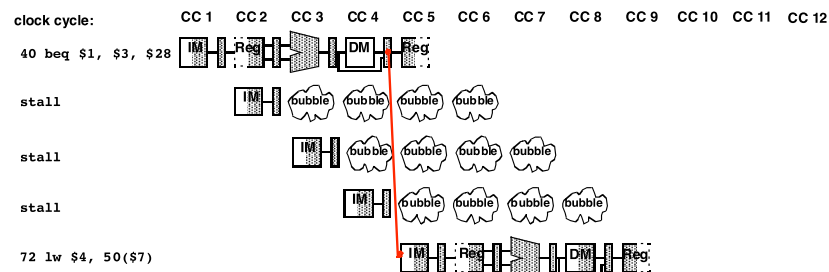 clock cycle: CC 1 CC 2 CC 3 CC 4 CC 5 CC 6 CC 7 CC 8 CC 9 CC 10 CC 11 CC 12
40 beq $1, $3, $28 IM Reg DM Reg
stall IM bubble bubble bubble bubble
stall IM bubble bubble bubble bubble
stall IM bubble bubble bubble bubble
72 lw $4, 50($7) IM Reg DM Reg